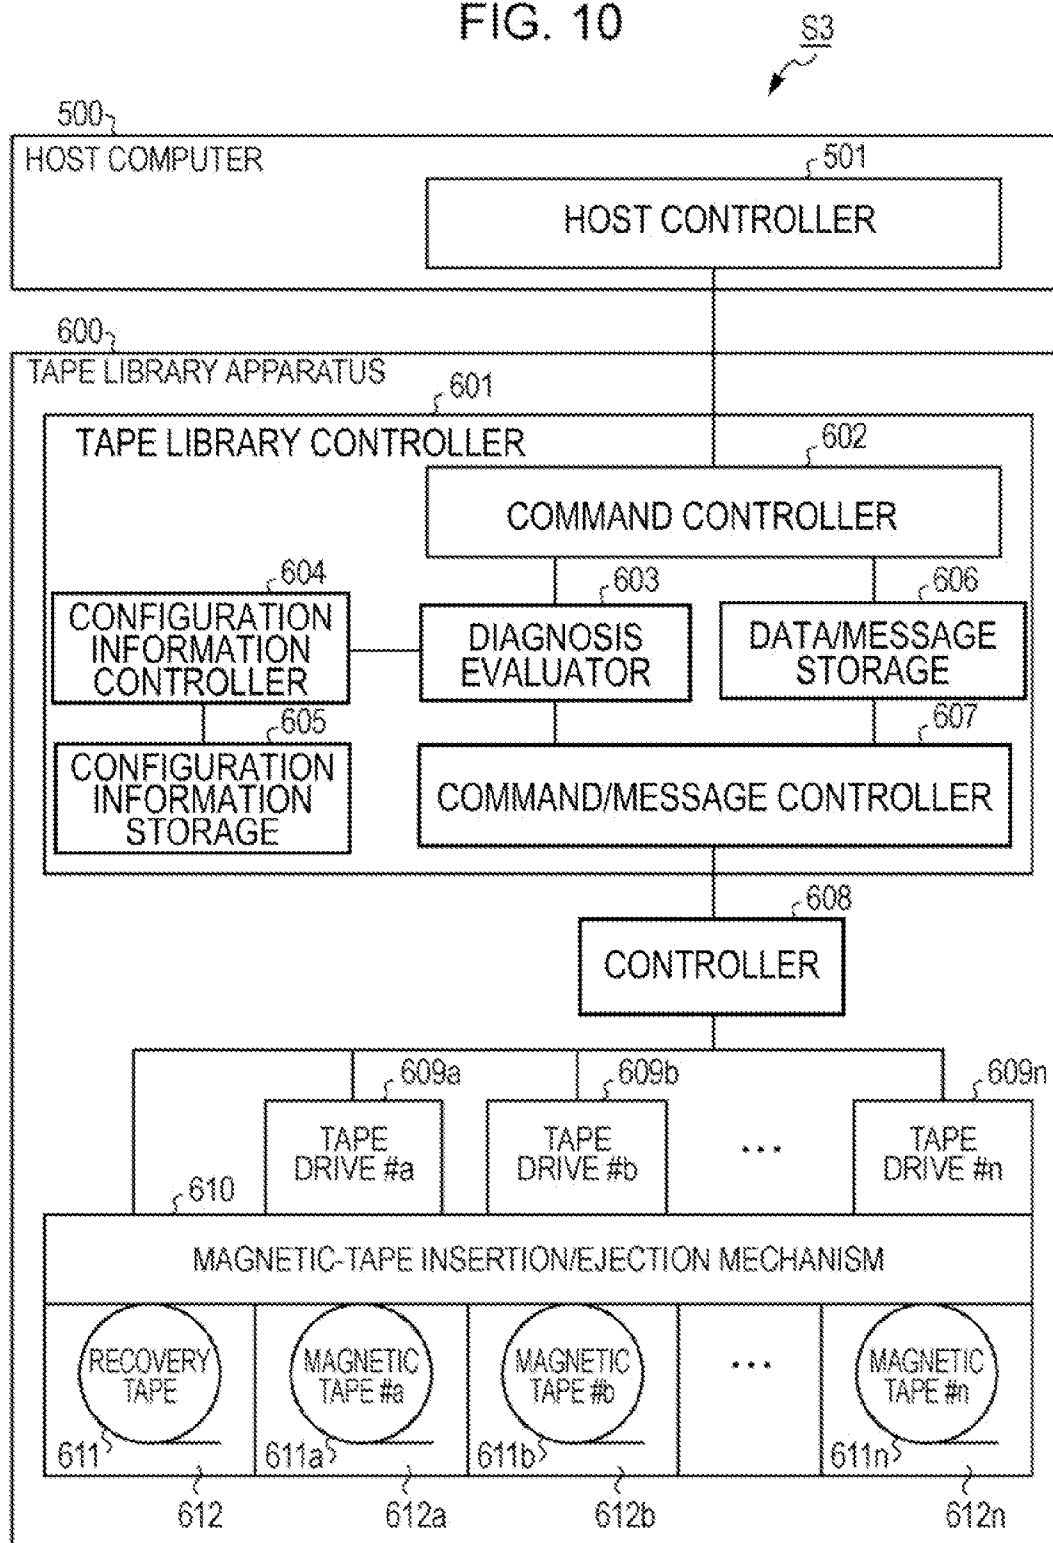 FIG. 10
S3
500
HOST COMPUTER
501
HOST CONTROLLER
600
TAPE LIBRARY APPARATUS
601
TAPE LIBRARY CONTROLLER
602
COMMAND CONTROLLER
604
603
606
CONFIGURATION
INFORMATION
CONTROLLER
DIAGNOSIS
EVALUATOR
DATA/MESSAGE
STORAGE
605
607
CONFIGURATION
INFORMATION
STORAGE
COMMAND/MESSAGE CONTROLLER
608
CONTROLLER
609a
609b
609n
TAPE
DRIVE #a
TAPE
DRIVE #b
...
TAPE
DRIVE #n
610
MAGNETIC-TAPE INSERTION/EJECTION MECHANISM
RECOVERY
TAPE
MAGNETIC
TAPE #a
MAGNETIC
TAPE #b
...
MAGNETIC
TAPE #n
611
611a
611b
611n
612
612a
612b
612n